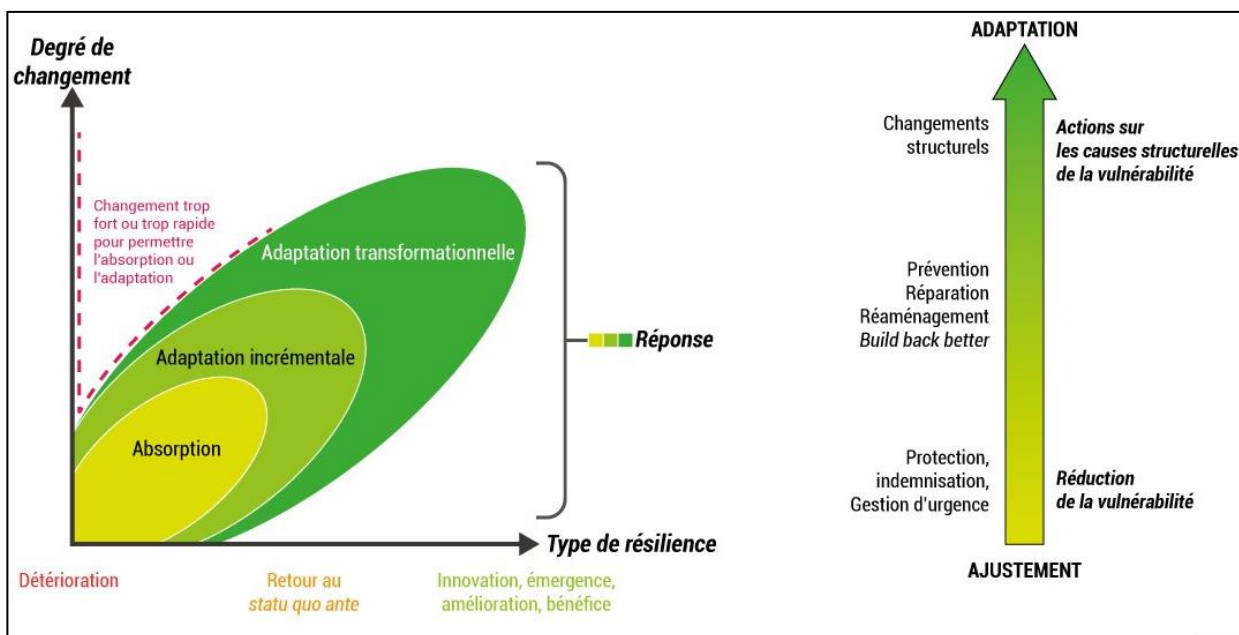 Degré de
changement
Changement trop
fort ou trop rapide
pour permettre
l'absorption ou
l'adaptation
Adaptation transformationnelle
Adaptation incrémentale
Absorption
Réponse
Type de résilience
Détérioration
Retour au
statu quo ante
Innovation, émergence,
amélioration, bénéfice
ADAPTATION
Changements
structurels
Actions sur
les causes structurelles
de la vulnérabilité
Prévention
Réparation
Réaménagement
Build back better
Protection,
indemnisation,
Gestion d'urgence
Réduction
de la vulnérabilité
AJUSTEMENT